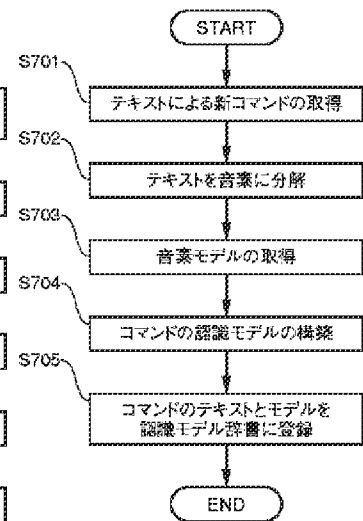 START
S701
テキストによる新コマンドの取得
S702
テキストを音素に分解
S703
音素モデルの取得
S704
コマンドの認識モデルの構築
S705
コマンドのテキストとモデルを
認識モデル辞書に登録
END